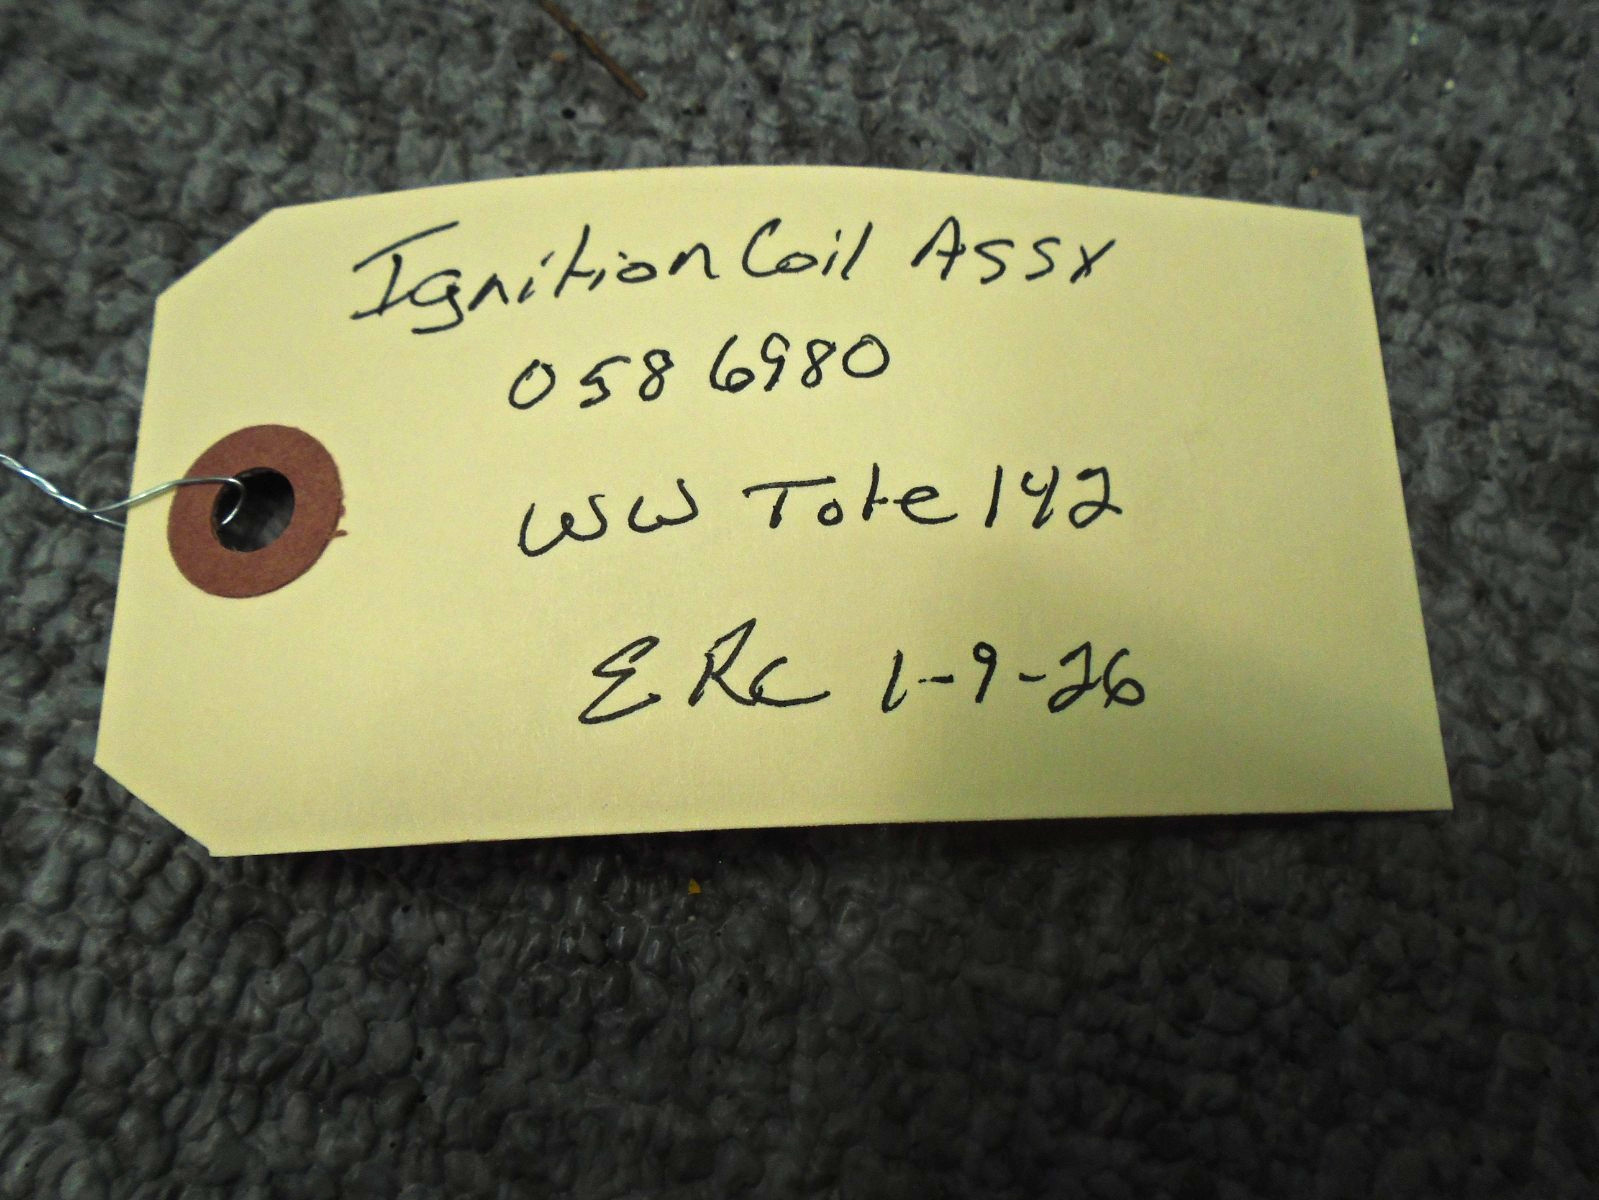 Ignition Coil Assy
0586980
WW Tote 142
ERC 1-9-26